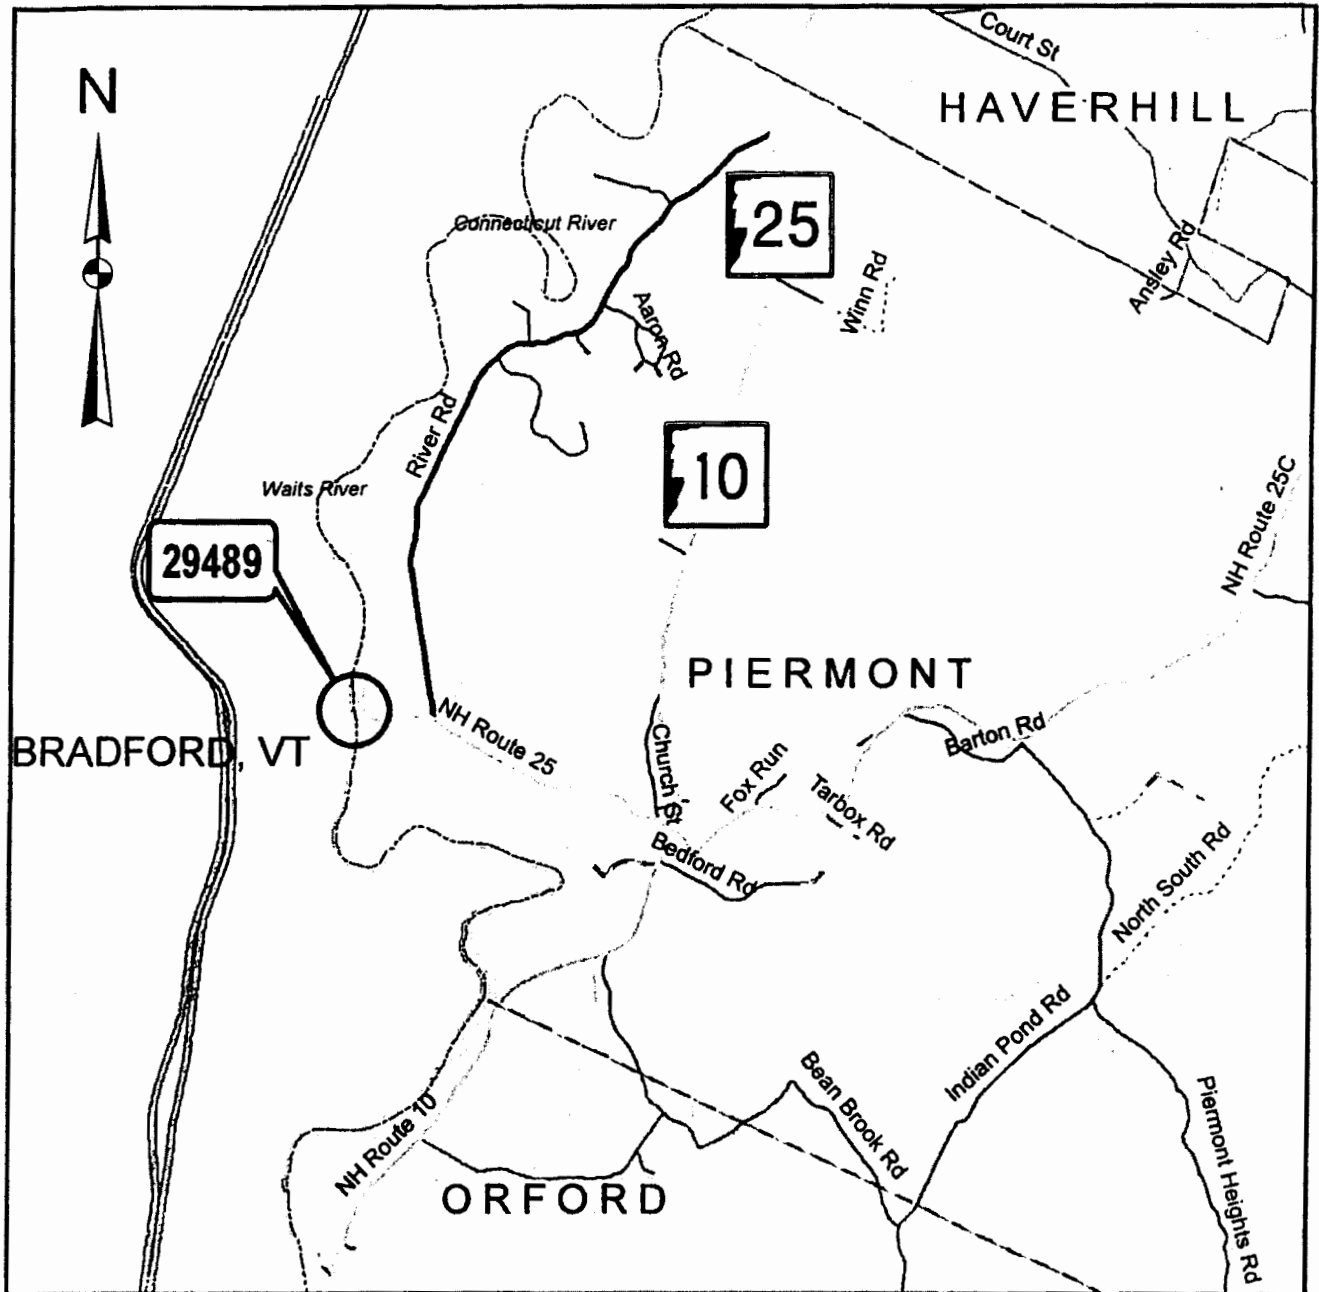 Court St
N
HAVERHILL
25
Connecticut River
Winn Rd
Ansley Rd
Aaron Rd
River Rd
10
Waits River
NH Route 25C
29489
PIERMONT
NH Route 25
BRADFORD, VT
Church St
Fox Run
Barton Rd
Tarbox Rd
Bedford Rd
North South Rd
Indian Pond Rd
Bean Brook Rd
NH Route 10
Piermont Heights Rd
ORFORD